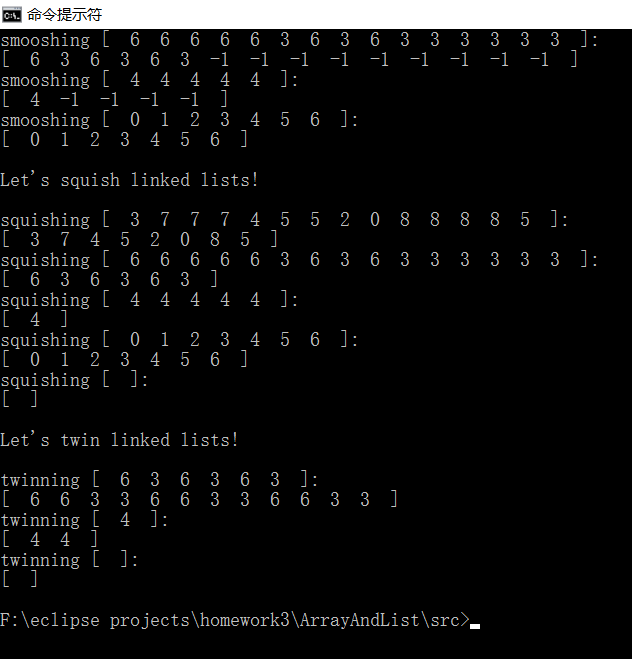 命令提示符
smooshing [  6  6  6  6  6  3  6  3  6  3  3  3  3  3  3  ]:
[  6  3  6  3  6  3  -1  -1  -1  -1  -1  -1  -1  -1  -1  ]
smooshing [  4  4  4  4  4  ]:
[  4  -1  -1  -1  -1  ]
smooshing [  0  1  2  3  4  5  6  ]:
[  0  1  2  3  4  5  6  ]
Let's squish linked lists!
squishing [  3  7  7  7  4  5  5  2  0  8  8  8  8  5  ]:
[  3  7  4  5  2  0  8  5  ]
squishing [  6  6  6  6  6  3  6  3  6  3  3  3  3  3  3  ]:
[  6  3  6  3  6  3  ]
squishing [  4  4  4  4  4  ]:
[  4  ]
squishing [  0  1  2  3  4  5  6  ]:
[  0  1  2  3  4  5  6  ]
squishing [  ]:
[  ]
Let's twin linked lists!
twinning [  6  3  6  3  6  3  ]:
[  6  6  3  3  6  6  3  3  6  6  3  3  ]
twinning [  4  ]:
[  4  4  ]
twinning [  ]:
[  ]
F:\eclipse projects\homework3\ArrayAndList\src>